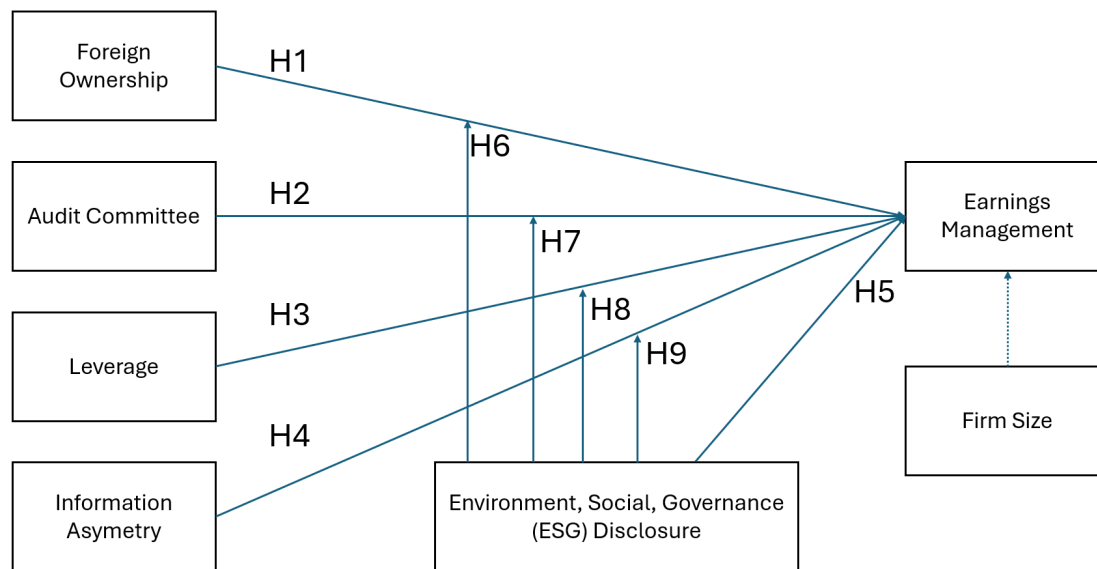 Foreign
Ownership
H1
H6
Audit Committee
H2
H7
Earnings
Management
Leverage
H3
H8
H5
H9
Firm Size
H4
Information
Asymetry
Environment, Social, Governance
(ESG) Disclosure